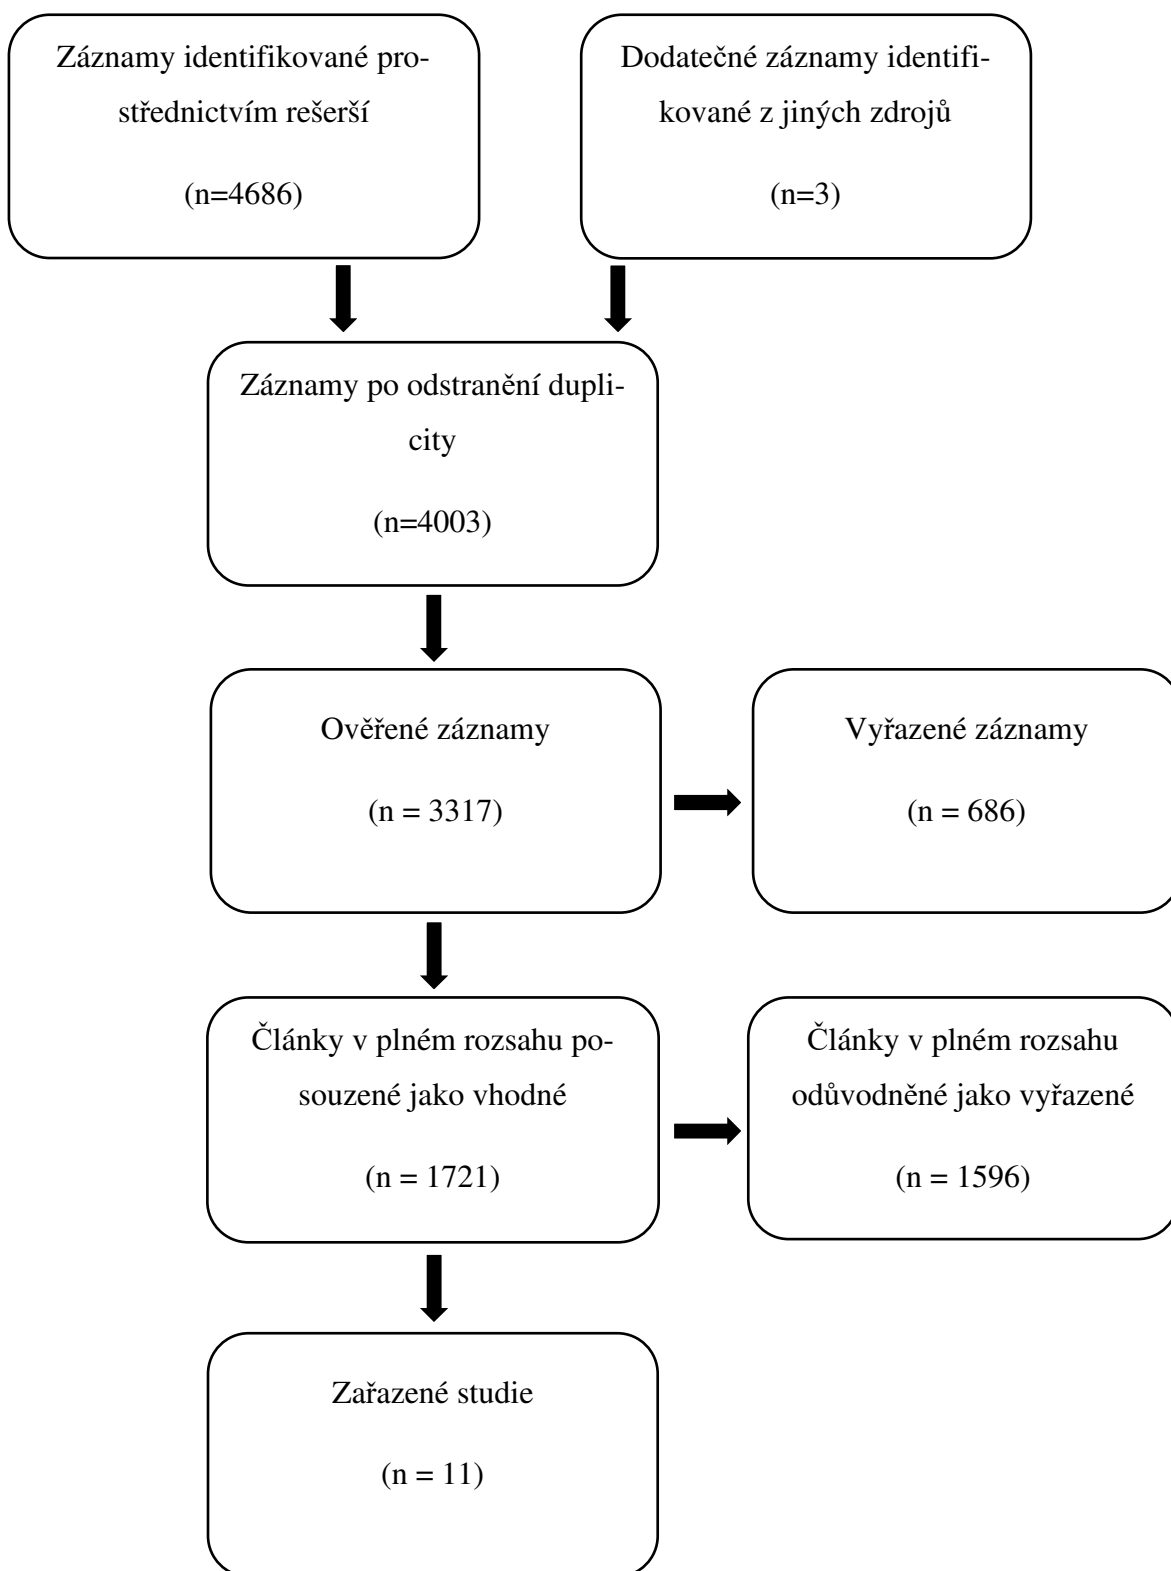 Záznamy identifikované pro-
střednictvím rešerší
(n=4686)
Dodatečné záznamy identifi-
kované z jiných zdrojů
(n=3)
Záznamy po odstranění dupli-
city
(n=4003)
Ověřené záznamy
(n = 3317)
Vyřazené záznamy
(n = 686)
Články v plném rozsahu po-
souzené jako vhodné
(n = 1721)
Články v plném rozsahu
odůvodněné jako vyřazené
(n = 1596)
Zařazené studie
(n = 11)